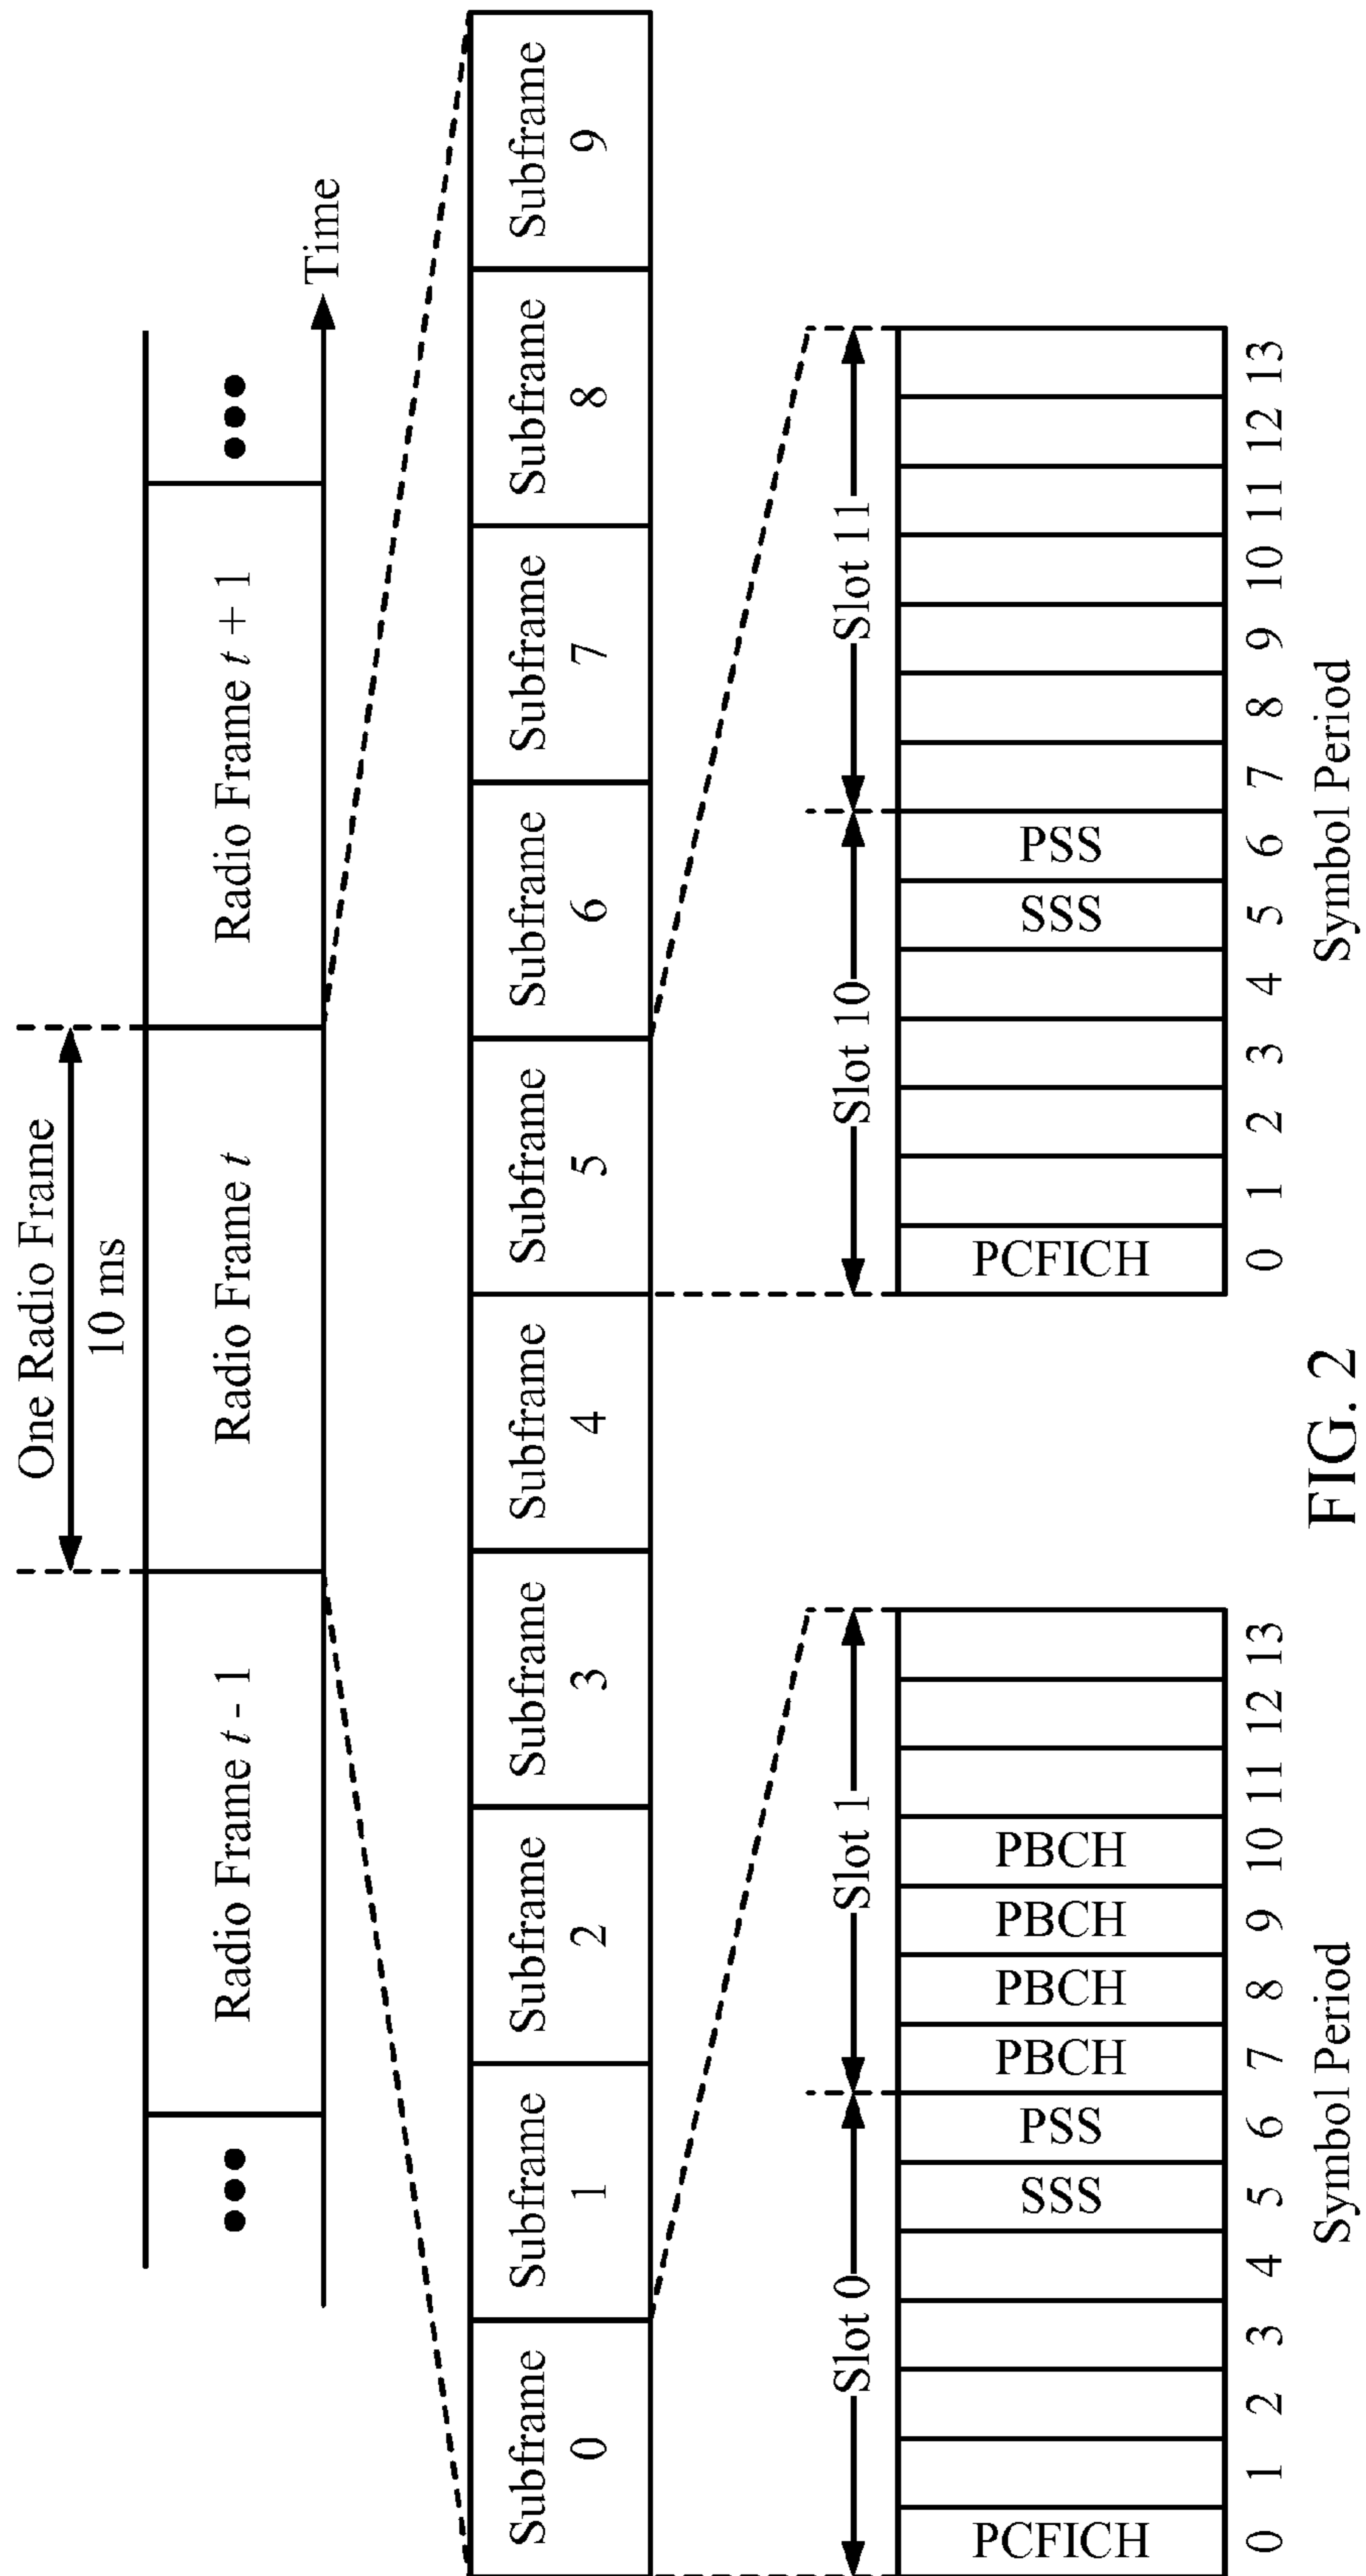 One Radio Frame
10 ms
Radio Frame t - 1
Radio Frame t
Radio Frame t + 1
Time
Subframe
0
Subframe
1
Subframe
2
Subframe
3
Subframe
4
Subframe
5
Subframe
6
Subframe
7
Subframe
8
Subframe
9
Slot 0
Slot 1
PCFICH
SSS
PSS
PBCH
PBCH
PBCH
PBCH
0 1 2 3 4 5 6 7 8 9 10 11 12 13
Symbol Period
Slot 10
Slot 11
PCFICH
SSS
PSS
0 1 2 3 4 5 6 7 8 9 10 11 12 13
Symbol Period
FIG. 2